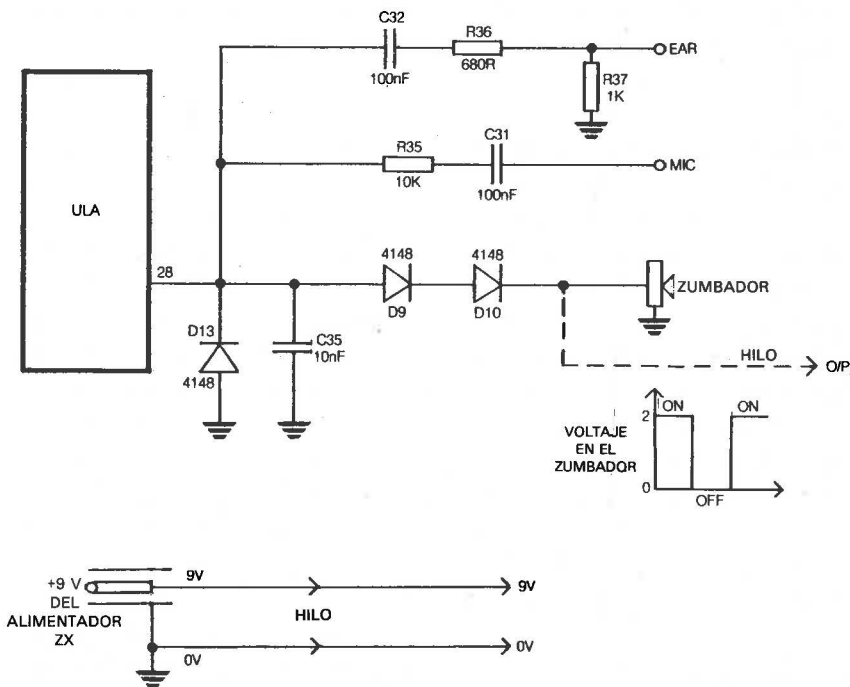 C32
100nF
R36
680R
EAR
R37
1K
R35
10K
C31
100nF
MIC
ULA
28
4148
D9
4148
D10
ZUMBADOR
D13
4148
C35
10nF
HILO
O/P
VOLTAJE
EN EL
ZUMBADOR
2
ON
ON
0
OFF
+9 V
DEL
ALIMENTADOR
ZX
9V
HILO
9V
0V
0V